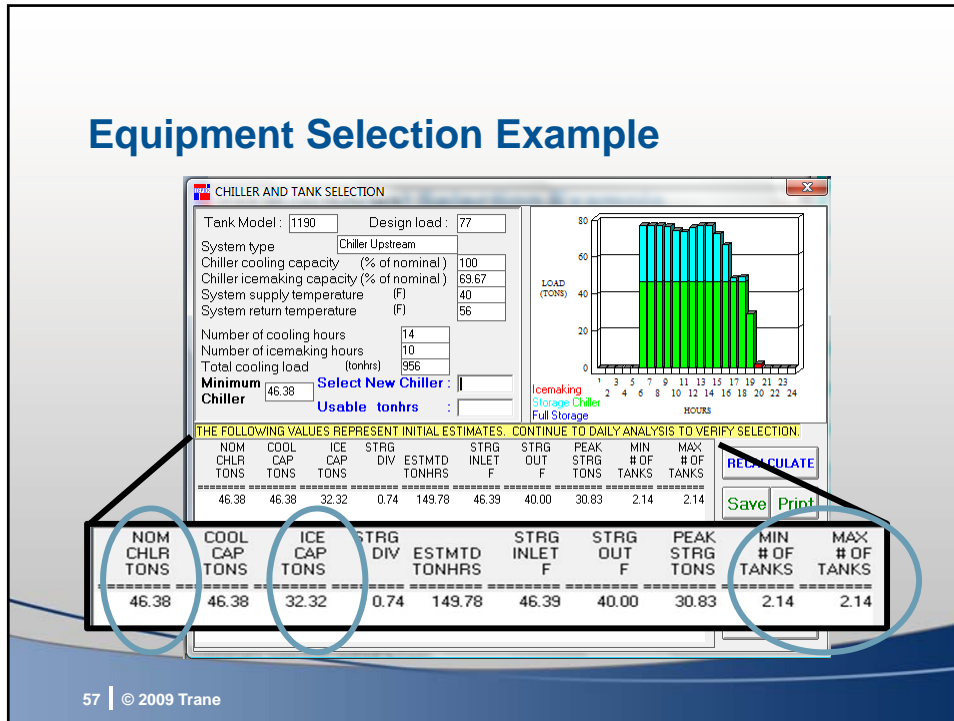 Equipment Selection Example
CHILLER AND TANK SELECTION
Tank Model : 1190 Design load : 77
System type Chiller Upstream
Chiller cooling capacity (% of nominal) 100
Chiller icemaking capacity (% of nominal) 69.67
System supply temperature (F) 40
System return temperature (F) 56
Number of cooling hours 14
Number of icemaking hours 10
Total cooling load (tonhrs) 956
Minimum Chiller 46.38 Select New Chiller :
Usable tonhrs :
LOAD (TONS)
80
60
40
20
0
1 3 5 7 9 11 13 15 17 19 21 23
2 4 6 8 10 12 14 16 18 20 22 24
HOURS
Icemaking
Storage Chiller
Full Storage
THE FOLLOWING VALUES REPRESENT INITIAL ESTIMATES. CONTINUE TO DAILY ANALYSIS TO VERIFY SELECTION.
NOM COOL ICE STRG STRG STRG PEAK MIN MAX
CHLR CAP CAP DIV ESTMTD INLET OUT STRG # OF # OF
TONS TONS TONS TONHRS F F TONS TANKS TANKS
46.38 46.38 32.32 0.74 149.78 46.39 40.00 30.83 2.14 2.14
RECALCULATE
Save Print
NOM COOL ICE STRG STRG STRG PEAK MIN MAX
CHLR CAP CAP DIV ESTMTD INLET OUT STRG # OF # OF
TONS TONS TONS TONHRS F F TONS TANKS TANKS
46.38 46.38 32.32 0.74 149.78 46.39 40.00 30.83 2.14 2.14
57 | © 2009 Trane